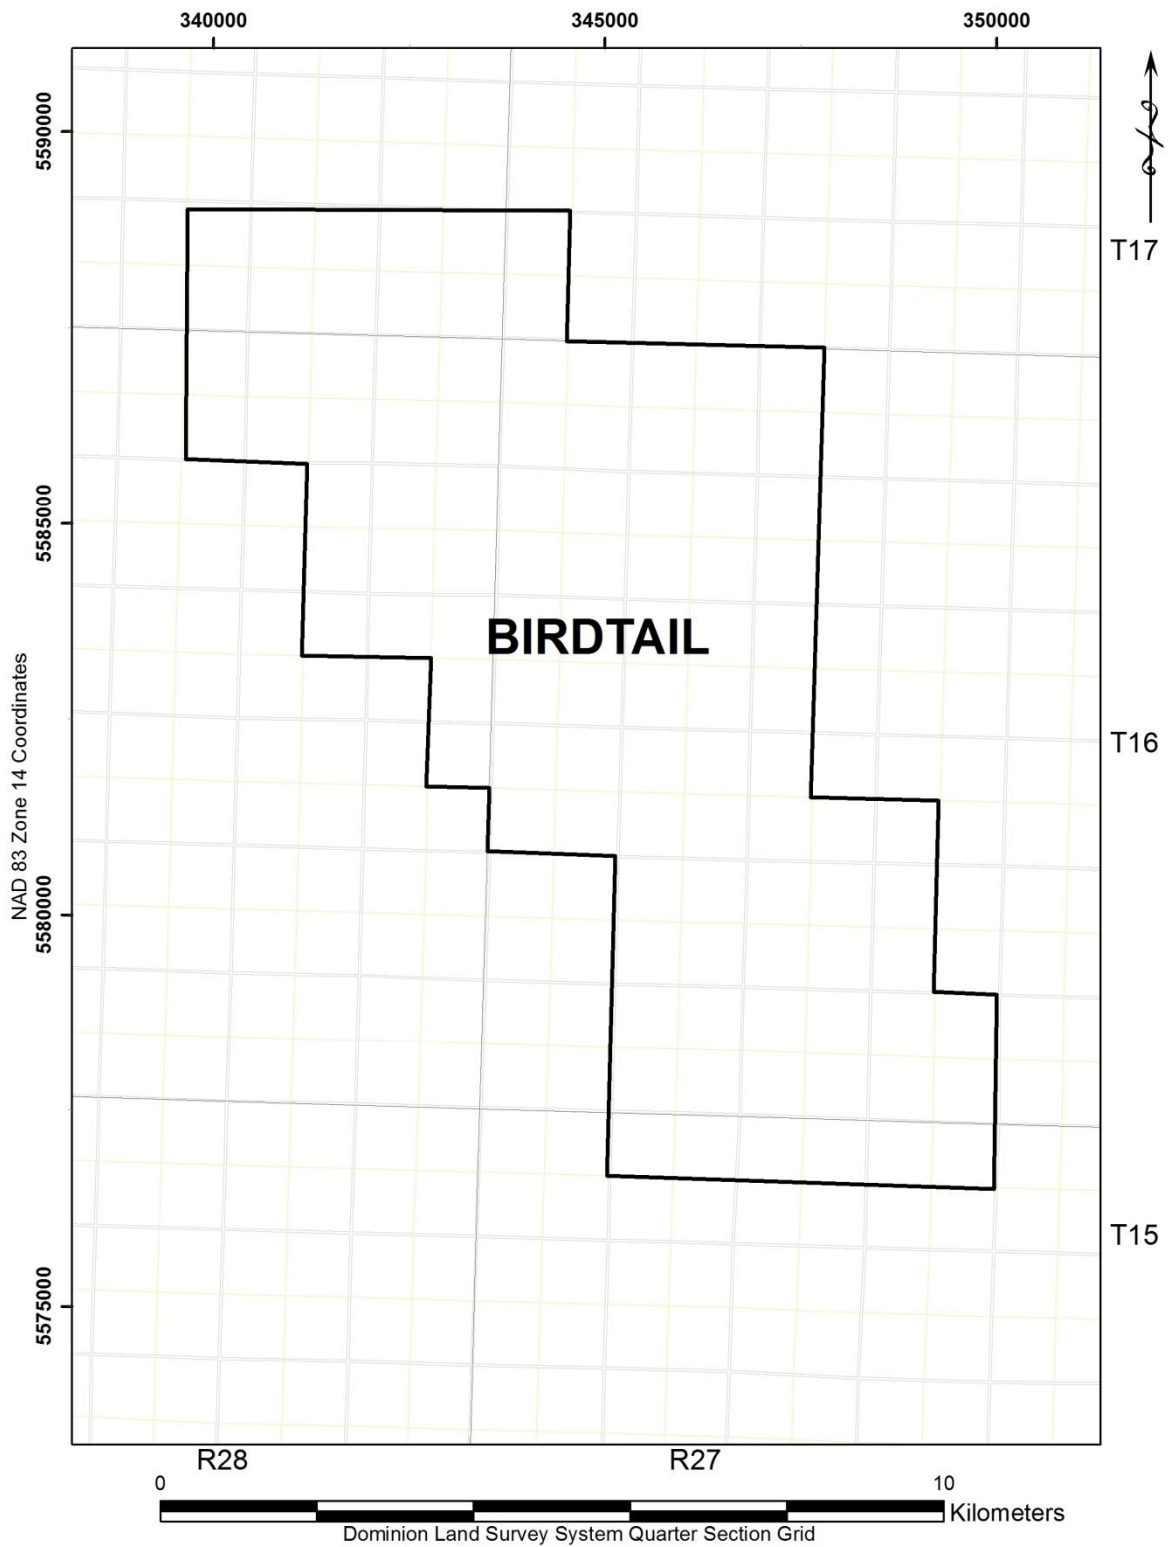 340000 345000 350000
5590000
T17
5585000
BIRDTAIL
NAD 83 Zone 14 Coordinates
T16
5580000
T15
5575000
R28 R27
0 10
Kilometers
Dominion Land Survey System Quarter Section Grid